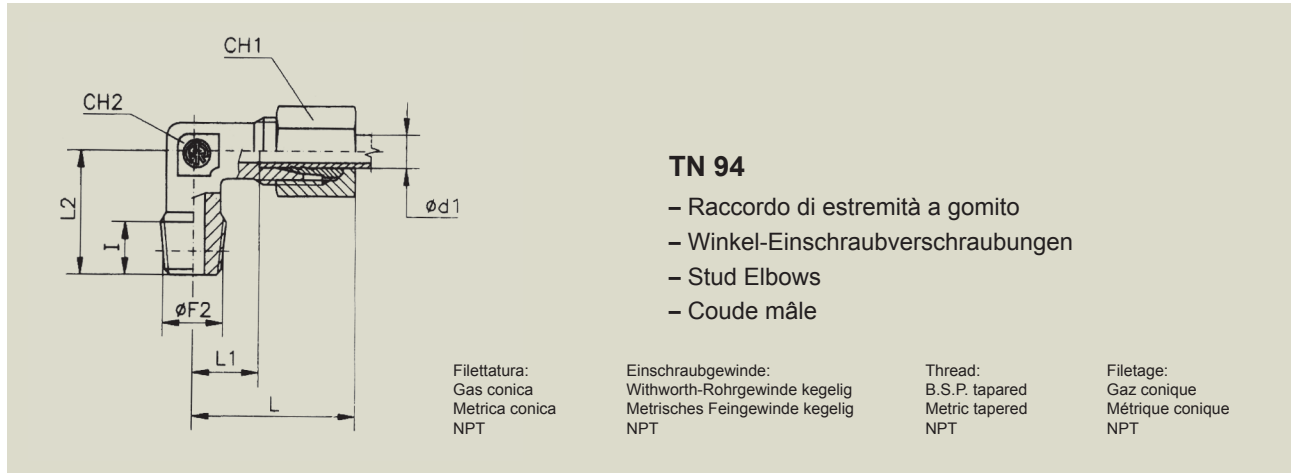 CH1
CH2
L2
I
Ød1
ØF2
L1
L
TN 94
– Raccordo di estremità a gomito
– Winkel-Einschraubverschraubungen
– Stud Elbows
– Coude mâle
Filettatura:
Gas conica
Metrica conica
NPT
Einschraubgewinde:
Withworth-Rohrgewinde kegelig
Metrisches Feingewinde kegelig
NPT
Thread:
B.S.P. tapared
Metric tapered
NPT
Filetage:
Gaz conique
Métrique conique
NPT